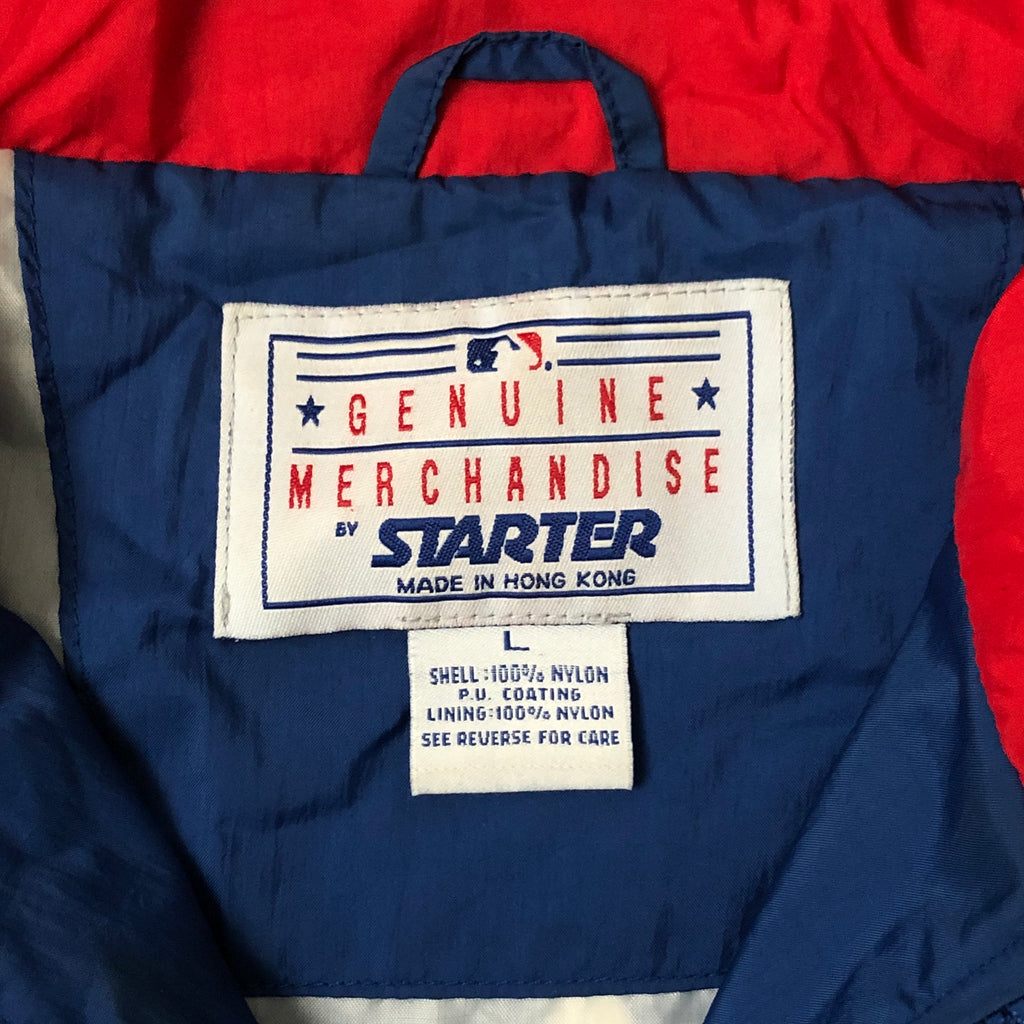 GENUINE
MERCHANDISE
BY STARTER
MADE IN HONG KONG
L
SHELL:100% NYLON
P.U. COATING
LINING:100% NYLON
SEE REVERSE FOR CARE